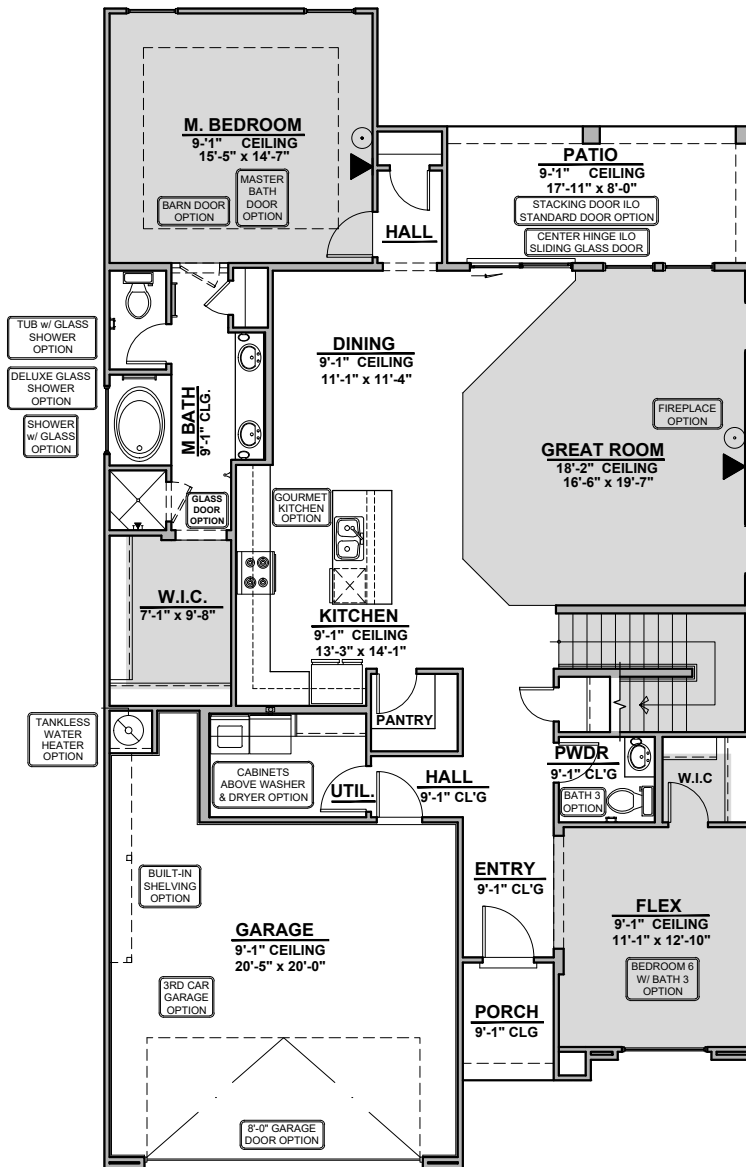 M. BEDROOM
9-'1" CEILING
15'-5" x 14'-7"
BARN DOOR
OPTION
MASTER
BATH
DOOR
OPTION
HALL
PATIO
9-'1" CEILING
17'-11" x 8'-0"
STACKING DOOR ILO
STANDARD DOOR OPTION
CENTER HINGE ILO
SLIDING GLASS DOOR
TUB w/ GLASS
SHOWER
OPTION
DELUXE GLASS
SHOWER
OPTION
SHOWER
w/ GLASS
OPTION
M BATH
9'-1" CLG.
DINING
9'-1" CEILING
11'-1" x 11'-4"
FIREPLACE
OPTION
GREAT ROOM
18'-2" CEILING
16'-6" x 19'-7"
GLASS
DOOR
OPTION
GOURMET
KITCHEN
OPTION
W.I.C.
7'-1" x 9'-8"
KITCHEN
9'-1" CEILING
13'-3" x 14'-1"
TANKLESS
WATER
HEATER
OPTION
PANTRY
CABINETS
ABOVE WASHER
& DRYER OPTION
UTIL.
HALL
9'-1" CL'G
PWDR
9'-1" CL'G
BATH 3
OPTION
W.I.C
BUILT-IN
SHELVING
OPTION
ENTRY
9'-1" CL'G
FLEX
9'-1" CEILING
11'-1" x 12'-10"
BEDROOM 6
W/ BATH 3
OPTION
GARAGE
9'-1" CEILING
20'-5" x 20'-0"
3RD CAR
GARAGE
OPTION
PORCH
9'-1" CLG
8'-0" GARAGE
DOOR OPTION